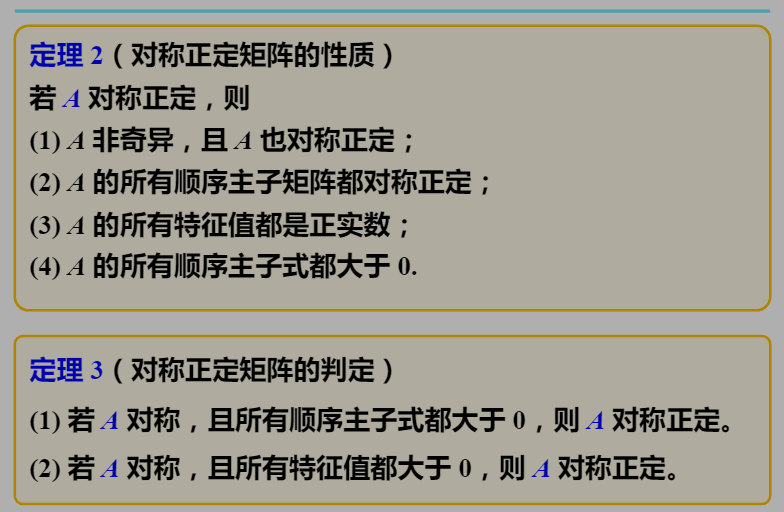 定理 2（对称正定矩阵的性质）
若 A 对称正定，则
(1) A 非奇异，且 A 也对称正定；
(2) A 的所有顺序主子矩阵都对称正定；
(3) A 的所有特征值都是正实数；
(4) A 的所有顺序主子式都大于 0.
定理 3（对称正定矩阵的判定）
(1) 若 A 对称，且所有顺序主子式都大于 0，则 A 对称正定。
(2) 若 A 对称，且所有特征值都大于 0，则 A 对称正定。